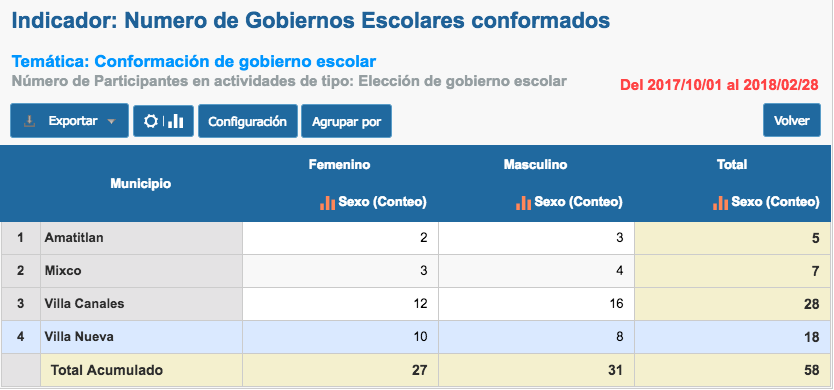 Indicador: Numero de Gobiernos Escolares conformados
Temática: Conformación de gobierno escolar
Número de Participantes en actividades de tipo: Elección de gobierno escolar
Del 2017/10/01 al 2018/02/28
Exportar Configuración Agrupar por Volver
Municipio Femenino Masculino Total
Sexo (Conteo) Sexo (Conteo) Sexo (Conteo)
1 Amatitlan 2 3 5
2 Mixco 3 4 7
3 Villa Canales 12 16 28
4 Villa Nueva 10 8 18
Total Acumulado 27 31 58